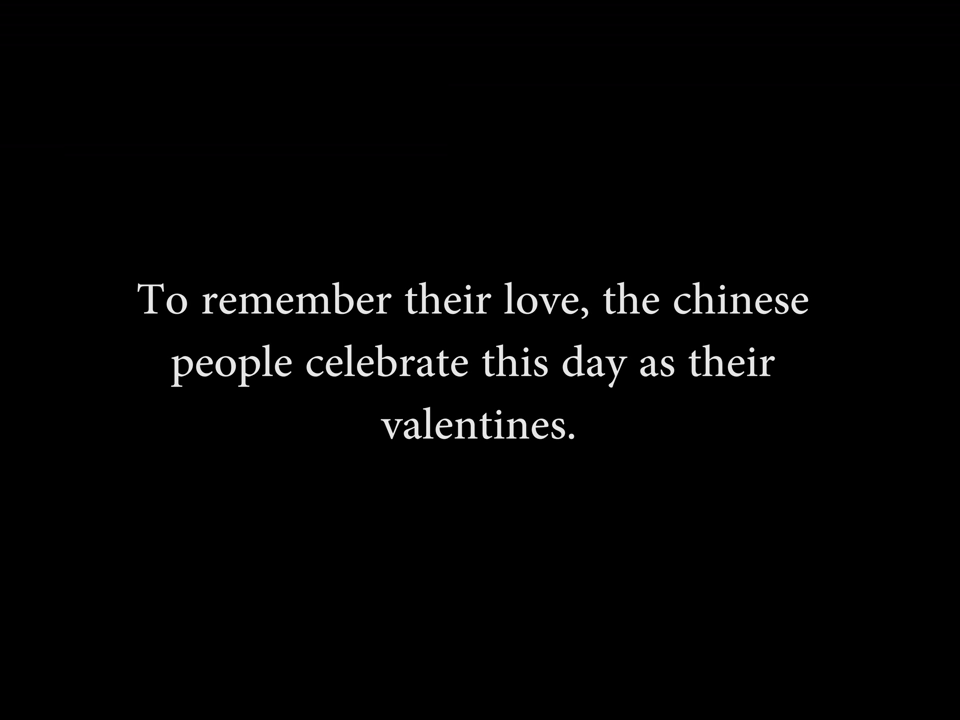 To remember their love, the chinese
people celebrate this day as their
valentines.